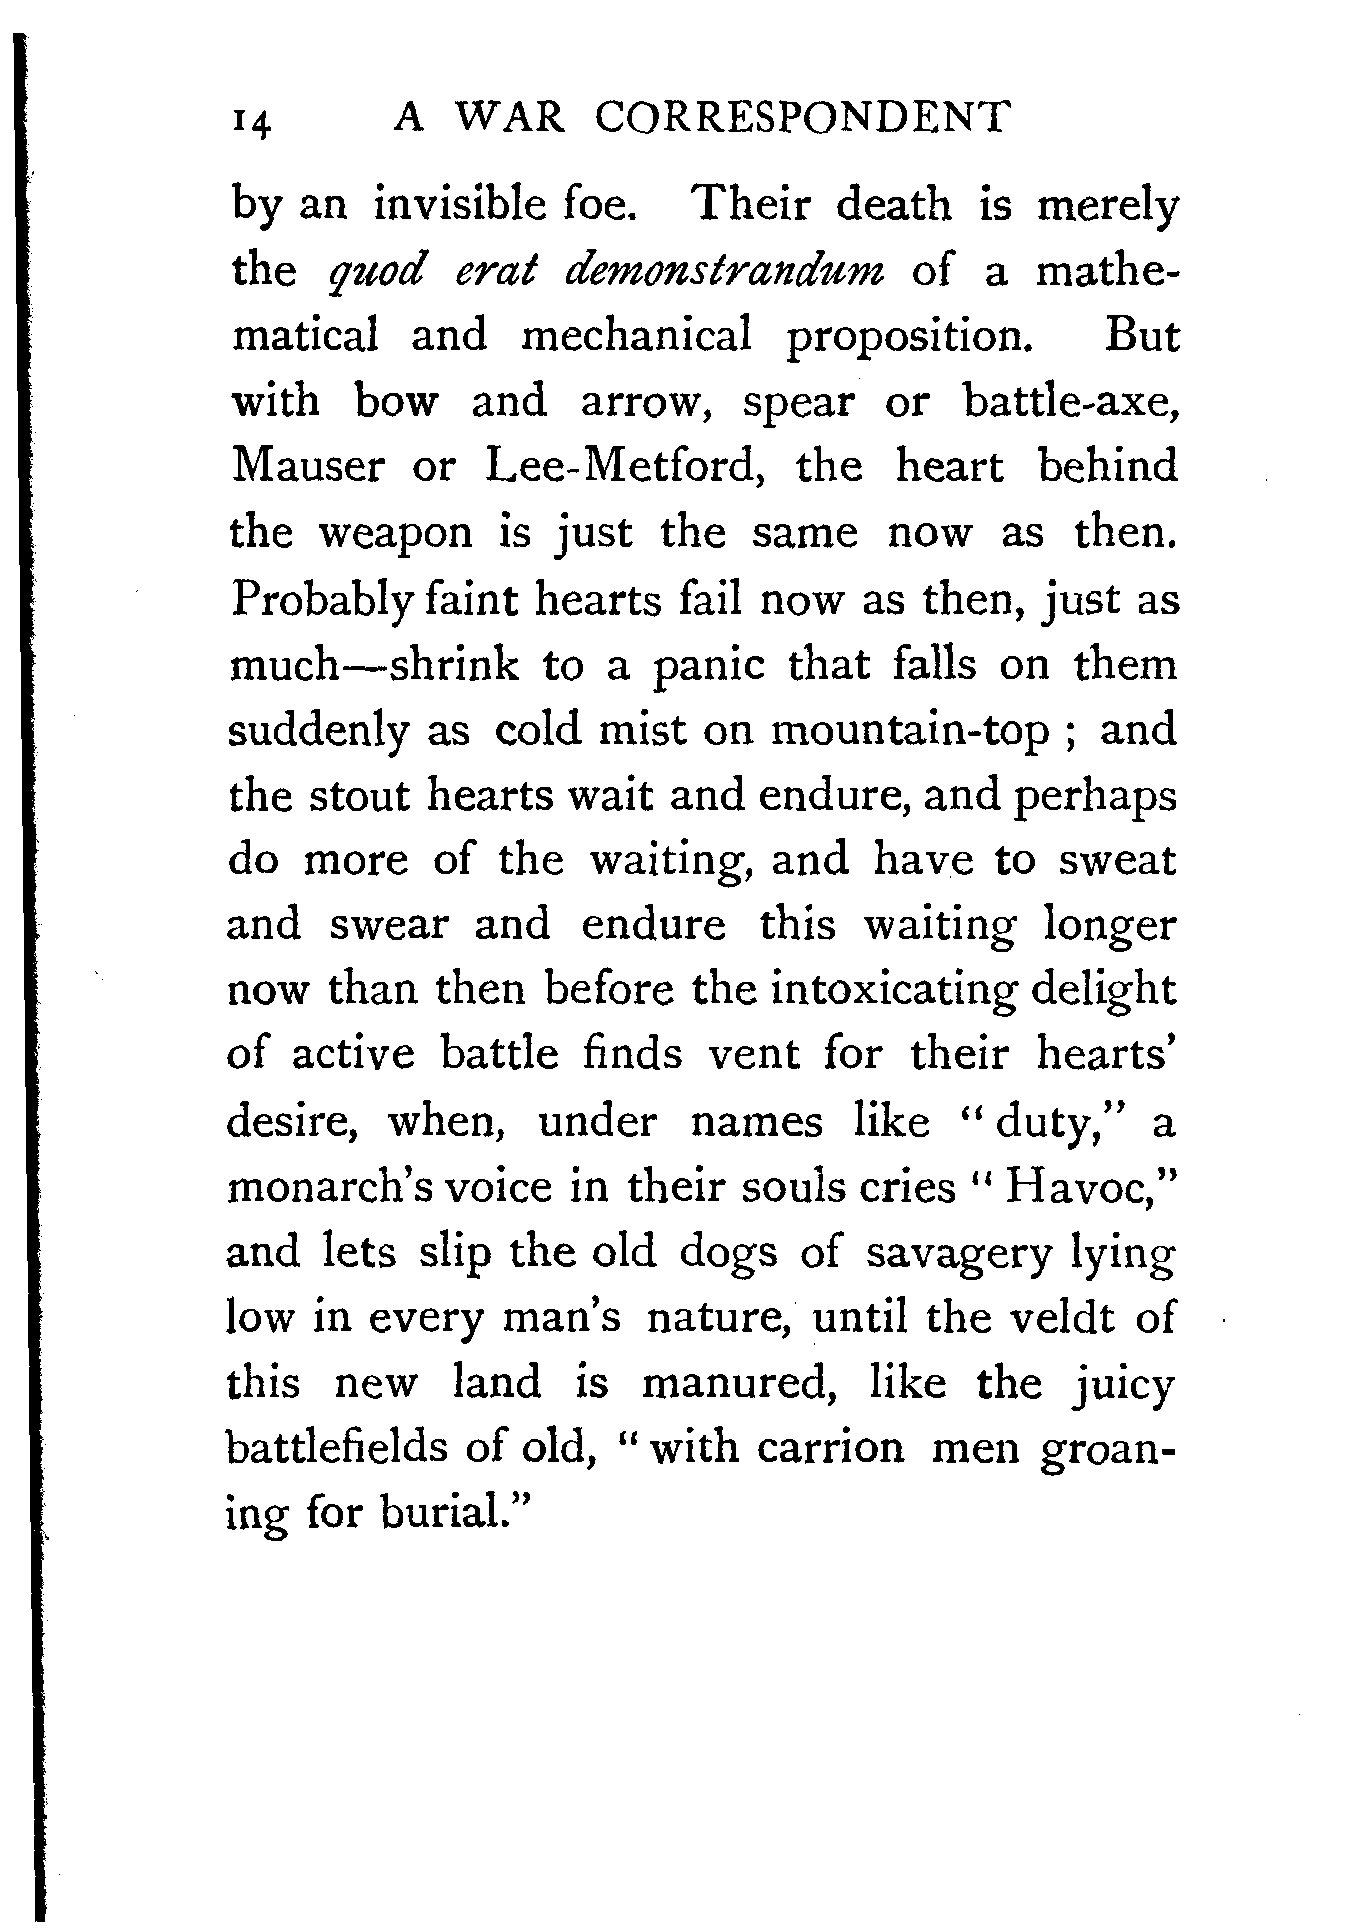 14 A WAR CORRESPONDENT
by an invisible foe. Their death is merely
the quod erat demonstrandum of a mathe-
matical and mechanical proposition. But
with bow and arrow, spear or battle-axe,
Mauser or Lee-Metford, the heart behind
the weapon is just the same now as then.
Probably faint hearts fail now as then, just as
much—shrink to a panic that falls on them
suddenly as cold mist on mountain-top ; and
the stout hearts wait and endure, and perhaps
do more of the waiting, and have to sweat
and swear and endure this waiting longer
now than then before the intoxicating delight
of active battle finds vent for their hearts'
desire, when, under names like " duty," a
monarch's voice in their souls cries " Havoc,"
and lets slip the old dogs of savagery lying
low in every man's nature, until the veldt of
this new land is manured, like the juicy
battlefields of old, " with carrion men groan-
ing for burial."